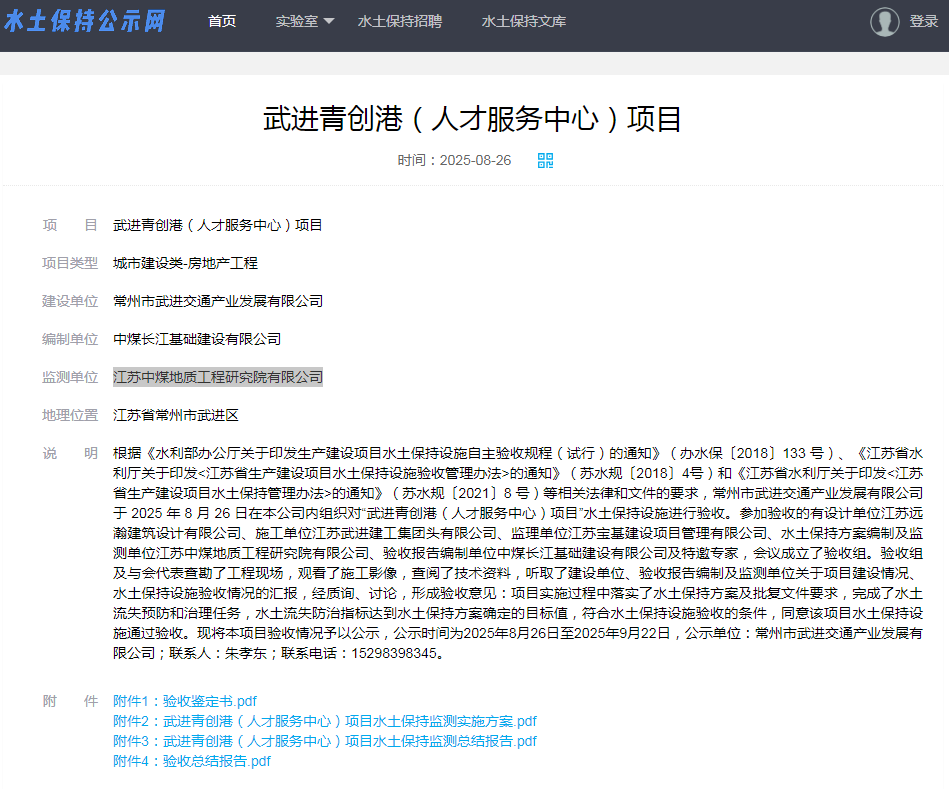 水土保持公示网 首页 实验室 水土保持招聘 水土保持文库 登录
武进青创港（人才服务中心）项目
时间：2025-08-26
项 目 武进青创港（人才服务中心）项目
项目类型 城市建设类-房地产工程
建设单位 常州市武进交通产业发展有限公司
编制单位 中煤长江基础建设有限公司
监测单位 江苏中煤地质工程研究院有限公司
地理位置 江苏省常州市武进区
说 明 根据《水利部办公厅关于印发生产建设项目水土保持设施自主验收规程（试行）的通知》（办水保〔2018〕133 号）、《江苏省水
利厅关于印发<江苏省生产建设项目水土保持设施验收管理办法>的通知》（苏水规〔2018〕4号）和《江苏省水利厅关于印发<江苏
省生产建设项目水土保持管理办法>的通知》（苏水规〔2021〕8 号）等相关法律和文件的要求，常州市武进交通产业发展有限公司
于 2025 年 8 月 26 日在本公司内组织对“武进青创港（人才服务中心）项目”水土保持设施进行验收。参加验收的有设计单位江苏远
瀚建筑设计有限公司、施工单位江苏武进建工集团头有限公司、监理单位江苏宝基建设项目管理有限公司、水土保持方案编制及监
测单位江苏中煤地质工程研究院有限公司、验收报告编制单位中煤长江基础建设有限公司及特邀专家，会议成立了验收组。验收组
及与会代表查勘了工程现场，观看了施工影像，查阅了技术资料，听取了建设单位、验收报告编制及监测单位关于项目建设情况、
水土保持设施验收情况的汇报，经质询、讨论，形成验收意见：项目实施过程中落实了水土保持方案及批复文件要求，完成了水土
流失预防和治理任务，水土流失防治指标达到水土保持方案确定的目标值，符合水土保持设施验收的条件，同意该项目水土保持设
施通过验收。现将本项目验收情况予以公示，公示时间为2025年8月26日至2025年9月22日，公示单位：常州市武进交通产业发展有
限公司；联系人：朱孝东；联系电话：15298398345。
附 件 附件1：验收鉴定书.pdf
附件2：武进青创港（人才服务中心）项目水土保持监测实施方案.pdf
附件3：武进青创港（人才服务中心）项目水土保持监测总结报告.pdf
附件4：验收总结报告.pdf